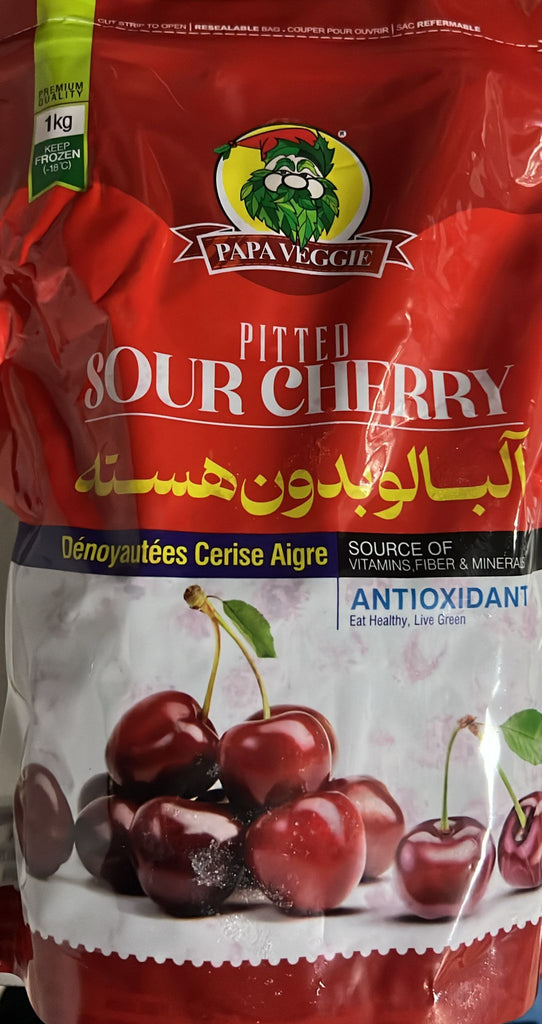 CUT STRIP TO OPEN | RESEALABLE BAG . COUPER POUR OUVRIR | SAC REFERMABLE
PREMIUM
QUALITY
1kg
KEEP
FROZEN
(-18°C)
®
PAPA VEGGIE
PITTED
SOUR CHERRY
آلبالو بدون هسته
Dénoyautées Cerise Aigre
SOURCE OF
VITAMINS,FIBER & MINERALS
ANTIOXIDANT
Eat Healthy, Live Green